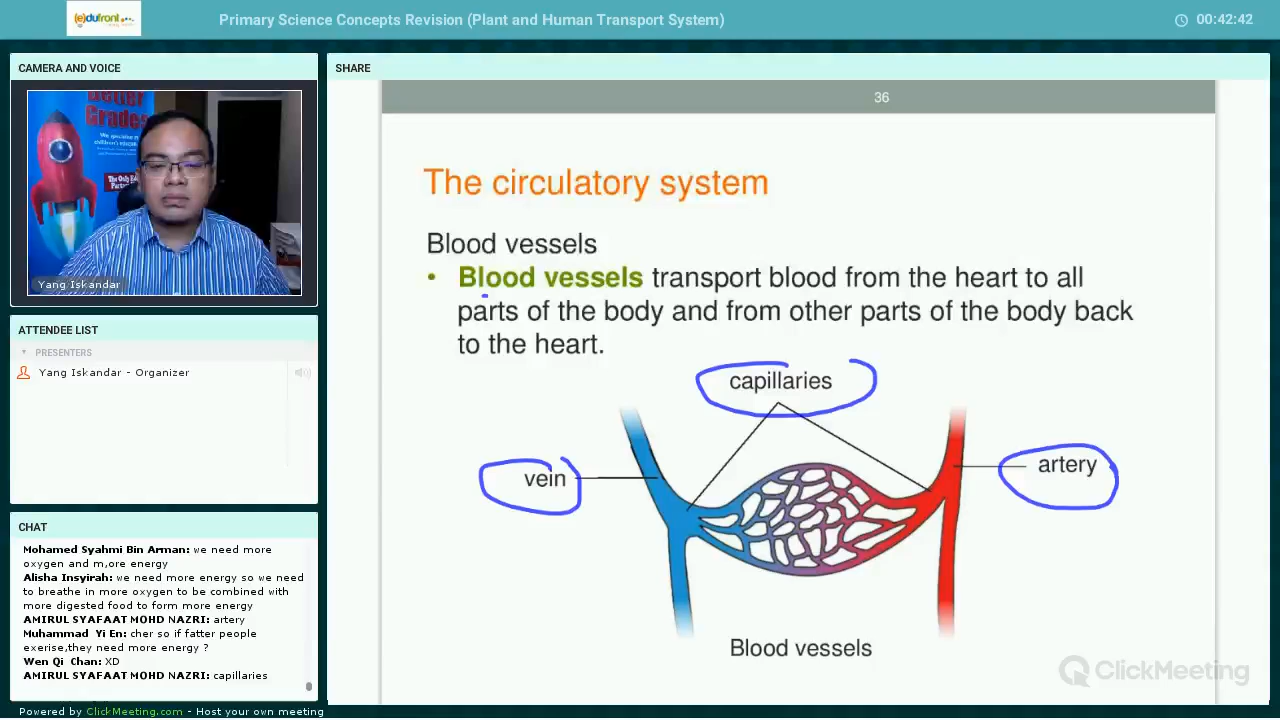 (e)dufront
Primary Science Concepts Revision (Plant and Human Transport System)
00:42:42
CAMERA AND VOICE
SHARE
Better
Grades
Yang Iskandar
36
The circulatory system
Blood vessels
• Blood vessels transport blood from the heart to all
parts of the body and from other parts of the body back
to the heart.
capillaries
vein
artery
Blood vessels
ClickMeeting
ATTENDEE LIST
PRESENTERS
Yang Iskandar - Organizer
CHAT
Mohamed Syahmi Bin Arman: we need more
oxygen and m,ore energy
Alisha Insyirah: we need more energy so we need
to breathe in more oxygen to be combined with
more digested food to form more energy
AMIRUL SYAFAAT MOHD NAZRI: artery
Muhammad Yi En: cher so if fatter people
exerise,they need more energy ?
Wen Qi Chan: XD
AMIRUL SYAFAAT MOHD NAZRI: capillaries
Powered by ClickMeeting.com - Host your own meeting